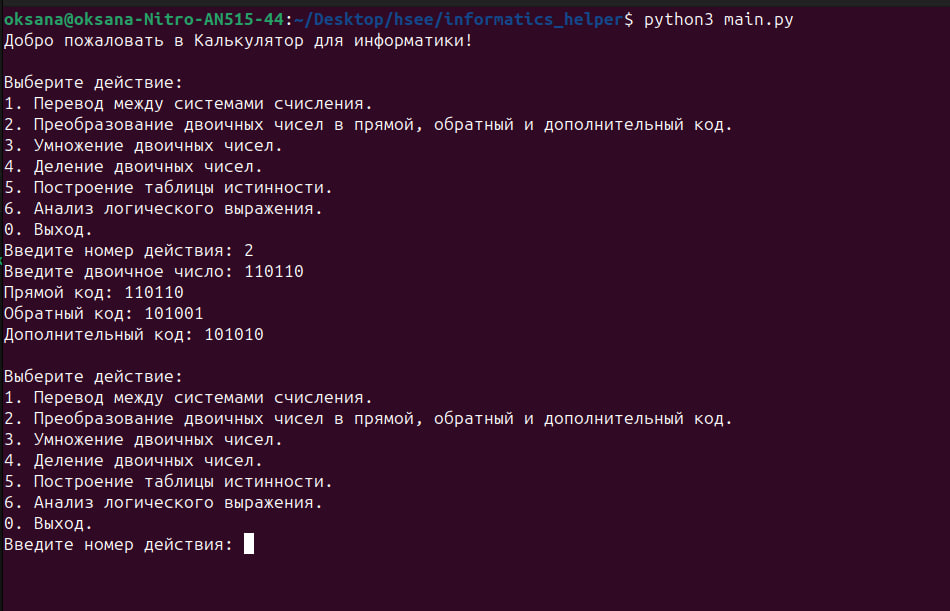 oksana@oksana-Nitro-AN515-44:~/Desktop/hsee/informatics_helper$ python3 main.py
Добро пожаловать в Калькулятор для информатики!
Выберите действие:
1. Перевод между системами счисления.
2. Преобразование двоичных чисел в прямой, обратный и дополнительный код.
3. Умножение двоичных чисел.
4. Деление двоичных чисел.
5. Построение таблицы истинности.
6. Анализ логического выражения.
0. Выход.
Введите номер действия: 2
Введите двоичное число: 110110
Прямой код: 110110
Обратный код: 101001
Дополнительный код: 101010
Выберите действие:
1. Перевод между системами счисления.
2. Преобразование двоичных чисел в прямой, обратный и дополнительный код.
3. Умножение двоичных чисел.
4. Деление двоичных чисел.
5. Построение таблицы истинности.
6. Анализ логического выражения.
0. Выход.
Введите номер действия: